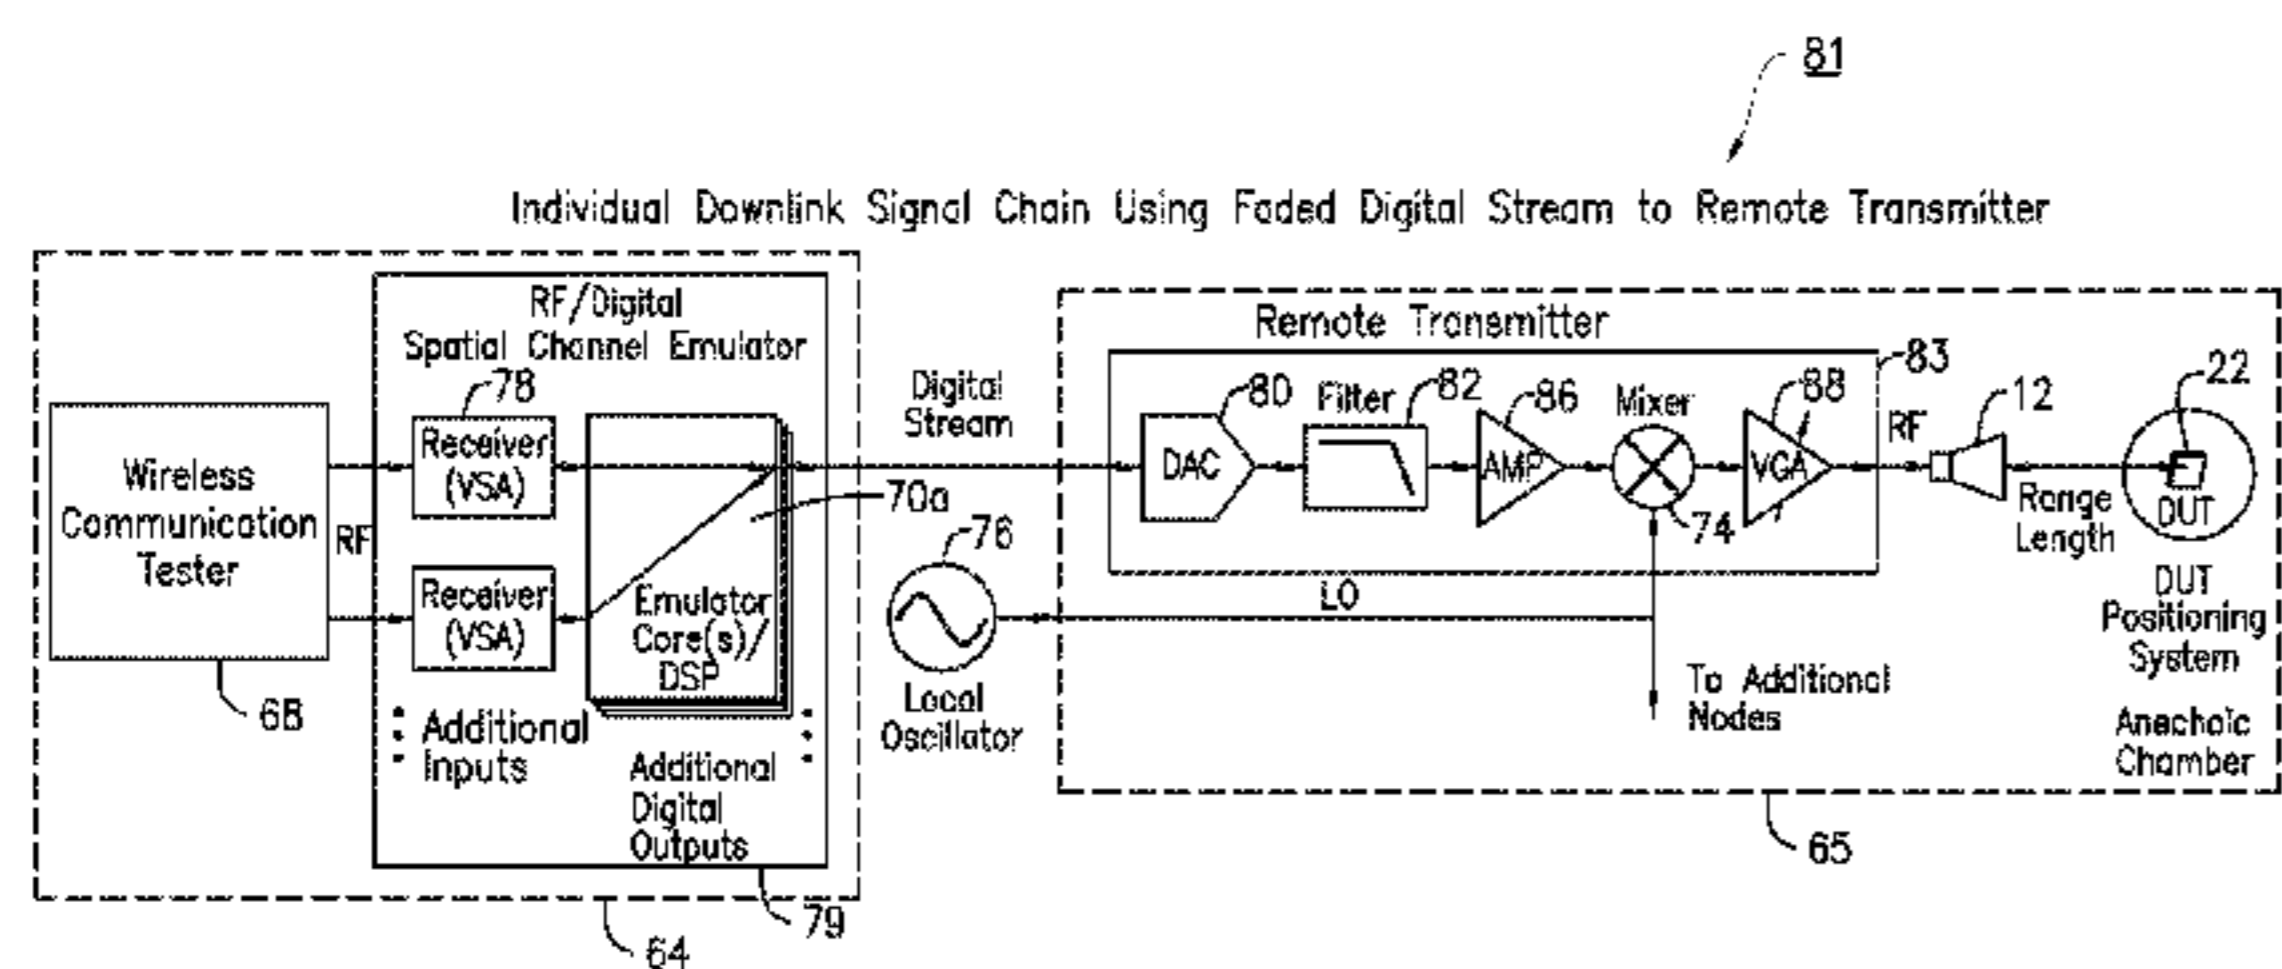 81
Individual Downlink Signal Chain Using Faded Digital Stream to Remote Transmitter
RF/Digital
Spatial Channel Emulator
78
Receiver
(VSA)
Wireless
Communication
Tester
RF
70a
Receiver
(VSA)
Emulator
Core(s)/
DSP
68
Additional
Inputs
Additional
Digital
Outputs
79
64
Digital
Stream
76
Local
Oscillator
Remote Transmitter
83
80
DAC
Filter
82
86
AMP
Mixer
74
88
VGA
RF
12
22
DUT
Range
Length
LO
To Additional
Nodes
DUT
Positioning
System
Anechoic
Chamber
65